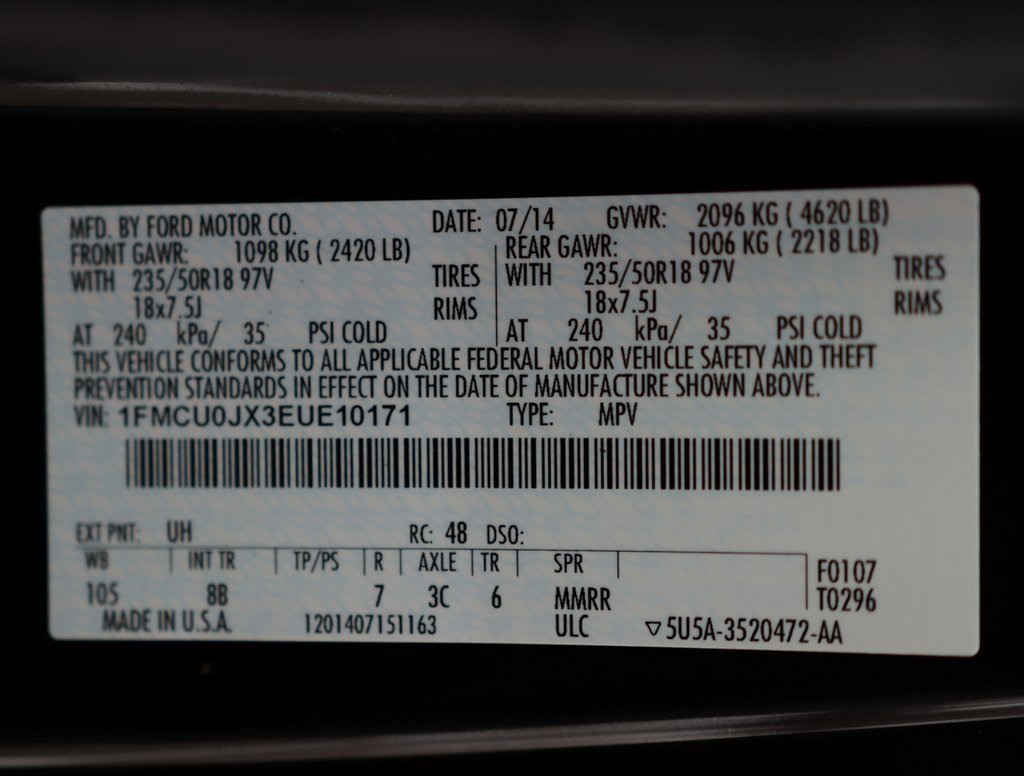 MFD. BY FORD MOTOR CO. DATE: 07/14 GVWR: 2096 KG ( 4620 LB)
FRONT GAWR: 1098 KG ( 2420 LB) REAR GAWR: 1006 KG ( 2218 LB)
WITH 235/50R18 97V TIRES WITH 235/50R18 97V TIRES
18x7.5J RIMS 18x7.5J RIMS
AT 240 kPa/ 35 PSI COLD AT 240 kPa/ 35 PSI COLD
THIS VEHICLE CONFORMS TO ALL APPLICABLE FEDERAL MOTOR VEHICLE SAFETY AND THEFT
PREVENTION STANDARDS IN EFFECT ON THE DATE OF MANUFACTURE SHOWN ABOVE.
VIN: 1FMCU0JX3EUE10171 TYPE: MPV
EXT PNT: UH RC: 48 DSO:
WB INT TR TP/PS R AXLE TR SPR
F0107
105 8B 7 3C 6 MMRR T0296
MADE IN U.S.A. 1201407151163 ULC ▽5U5A-3520472-AA